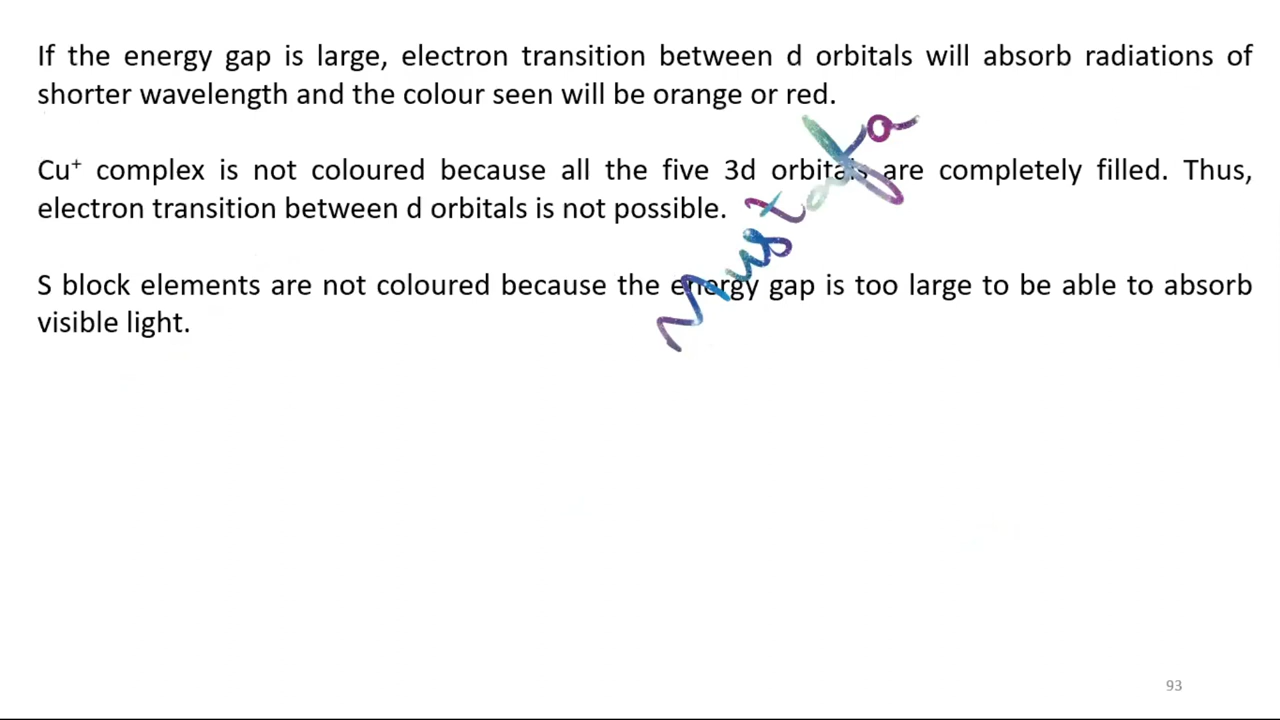 If the energy gap is large, electron transition between d orbitals will absorb radiations of
shorter wavelength and the colour seen will be orange or red.
Cu⁺ complex is not coloured because all the five 3d orbitals are completely filled. Thus,
electron transition between d orbitals is not possible.
Mustafa
S block elements are not coloured because the energy gap is too large to be able to absorb
visible light.
93